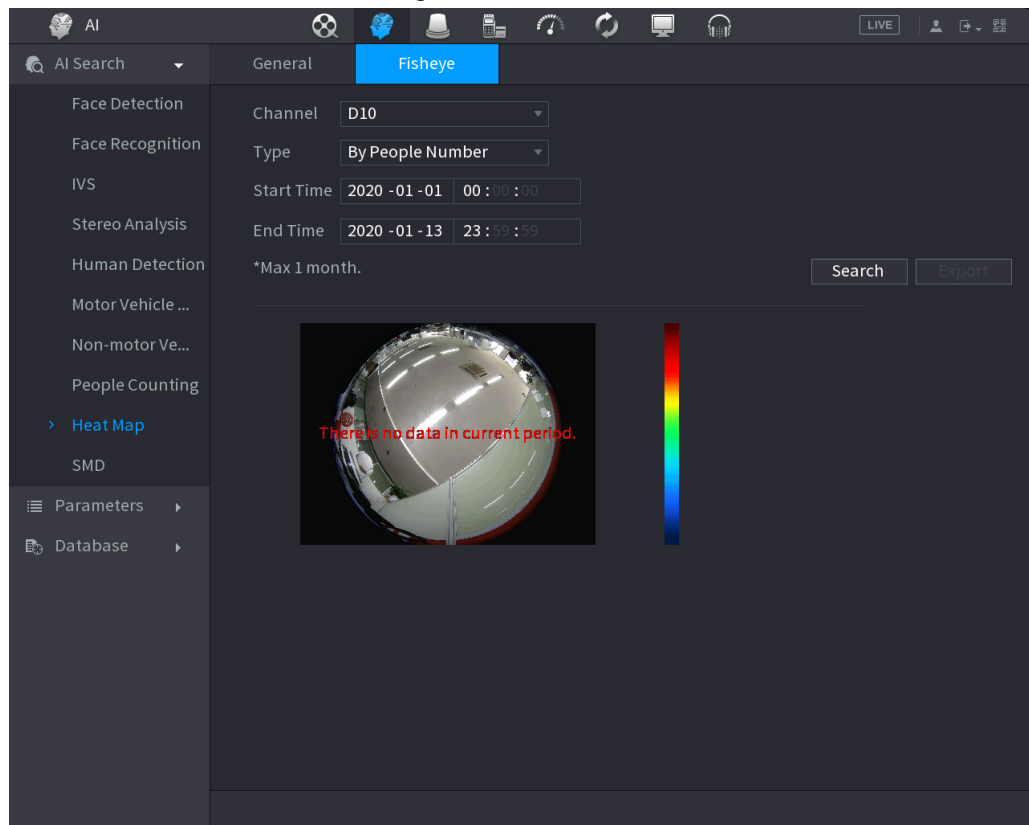 AI
LIVE
AI Search
General
Fisheye
Face Detection
Channel
D10
Face Recognition
Type
By People Number
IVS
Start Time
2020 -01 -01
00 : 00 : 00
Stereo Analysis
End Time
2020 -01 -13
23 : 59 : 59
Human Detection
*Max 1 month.
Search
Export
Motor Vehicle ...
Non-motor Ve...
People Counting
Heat Map
There is no data in current period.
SMD
Parameters
Database